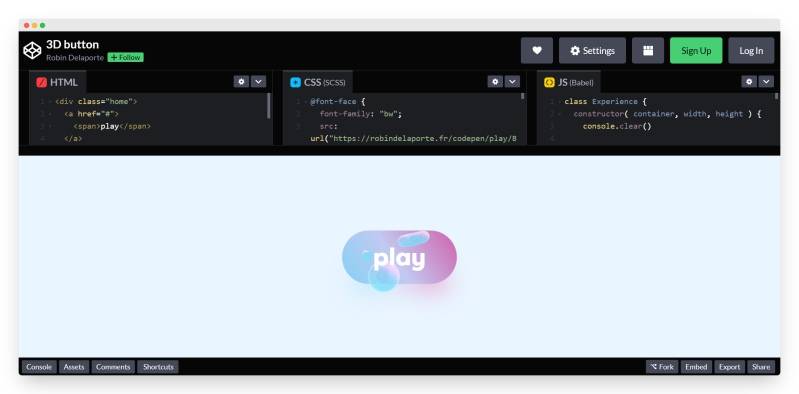 3D button
Robin Delaporte + Follow
Settings
Sign Up
Log In
HTML
1 <div class="home">
2 <a href="#">
3 <span>play</span>
4 </a>
CSS (SCSS)
1 @font-face {
2 font-family: "bw";
3 src:
url("https://robindelaporte.fr/codepen/play/8
JS (Babel)
1 class Experience {
2 constructor( container, width, height ) {
3 console.clear()
4
play
Console Assets Comments Shortcuts
Fork Embed Export Share